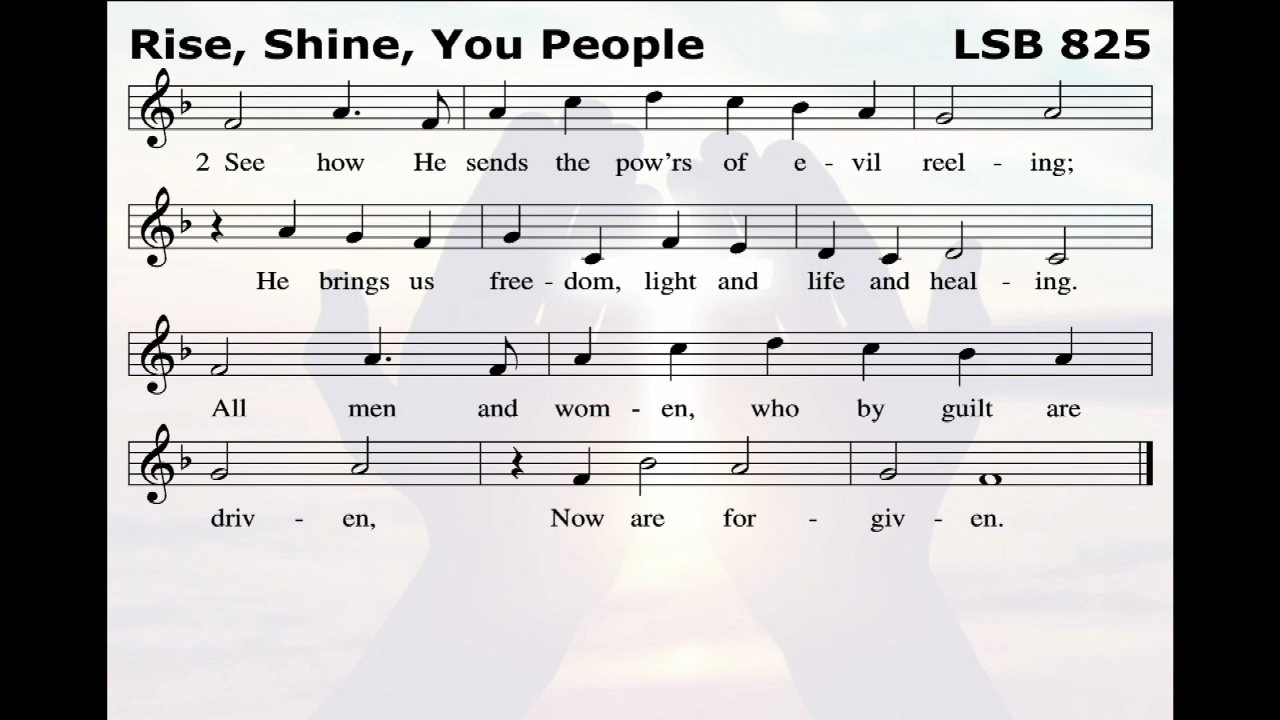 Rise, Shine, You People LSB 825
2 See how He sends the pow’rs of e - vil reel - ing;
He brings us free - dom, light and life and heal - ing.
All men and wom - en, who by guilt are
driv - en, Now are for - giv - en.